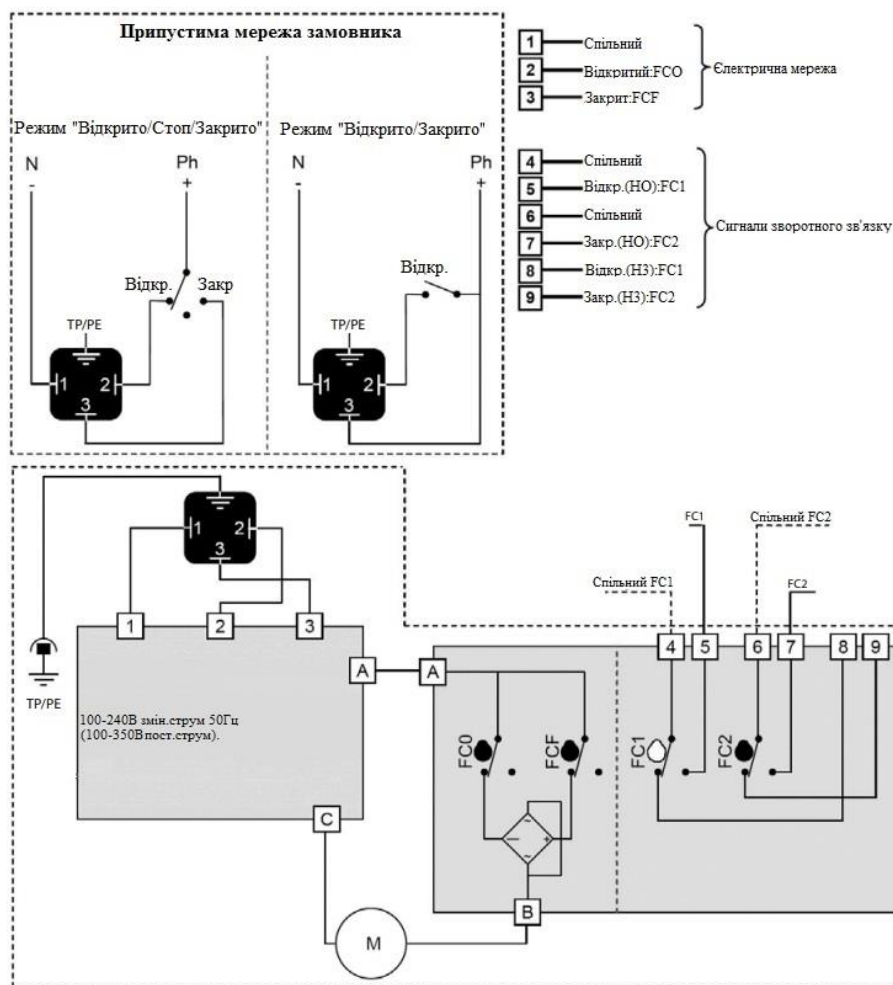 Припустима мережа замовника
Режим "Відкрито/Стоп/Закрито"
N
-
Ph
+
Відкр.
Закр
TP/PE
1
2
3
Режим "Відкрито/Закрито"
N
-
Ph
+
Відкр.
TP/PE
1
2
3
1 Спільний
2 Відкритий:FCO
3 Закрит:FCF
Єлектрична мережа
4 Спільний
5 Відкр.(НО):FC1
6 Спільний
7 Закр.(НО):FC2
8 Відкр.(НЗ):FC1
9 Закр.(НЗ):FC2
Сигнали зворотного зв'язку
1
2
3
1
2
3
TP/PE
A
100-240В змін.струм 50Гц
(100-350Впост.струм).
C
M
FC1
Спільний FC2
Спільний FC1
FC2
A
4
5
6
7
8
9
FC0
FCF
FC1
FC2
~
—
+
~
B